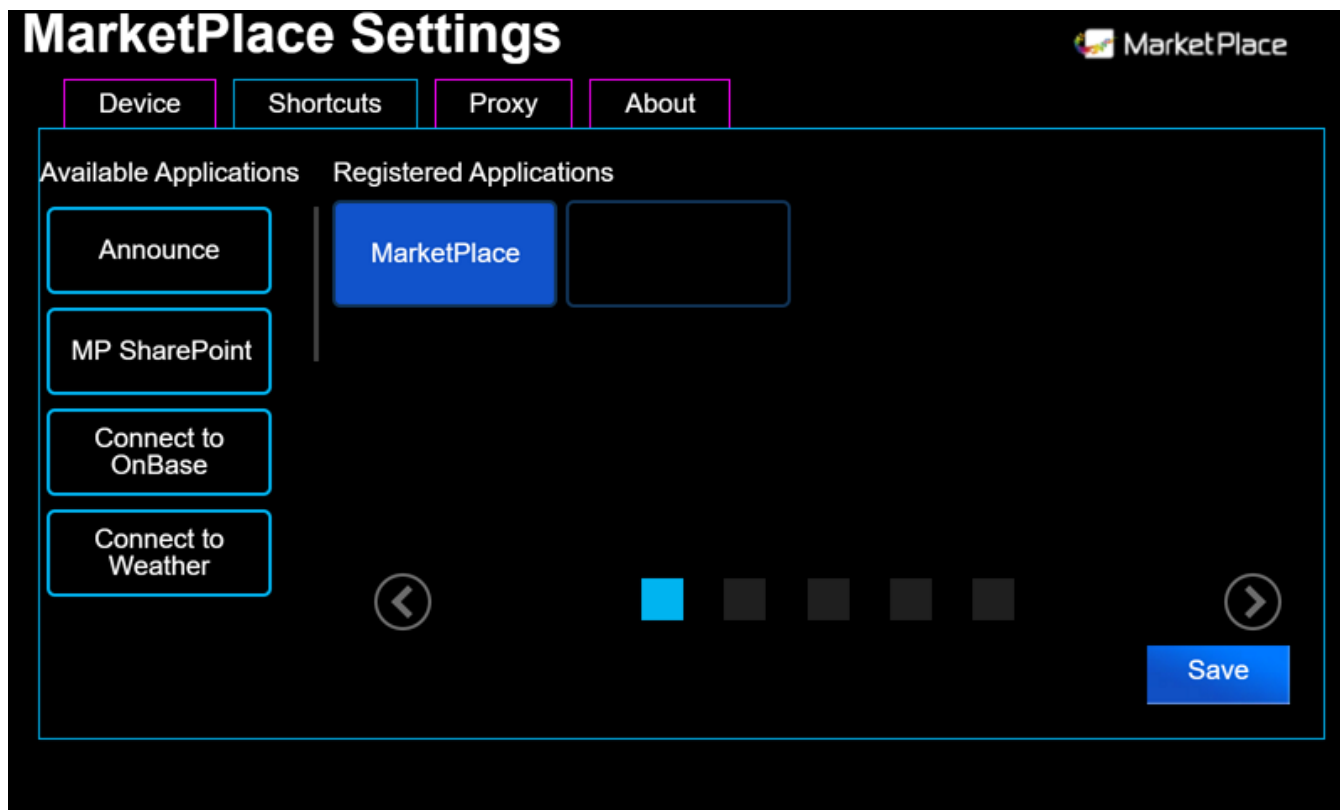 MarketPlace Settings
MarketPlace
Device
Shortcuts
Proxy
About
Available Applications
Registered Applications
Announce
MarketPlace
MP SharePoint
Connect to
OnBase
Connect to
Weather
Save